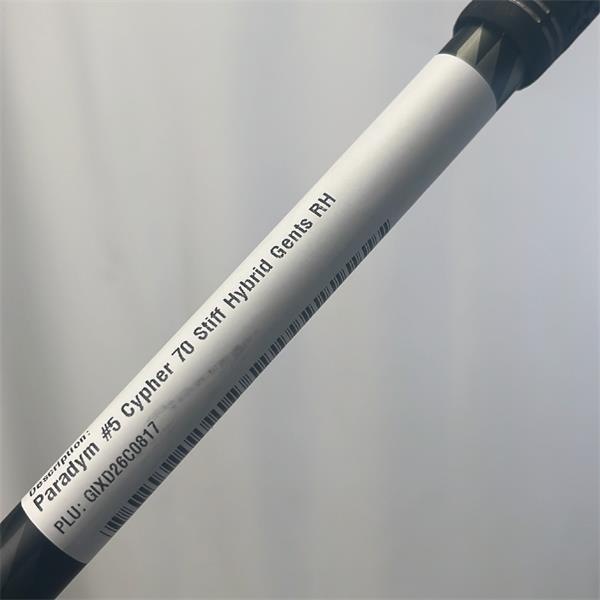 Description:
Paradym #5 Cypher 70 Stiff Hybrid Gents RH
PLU: GIXD26C0817